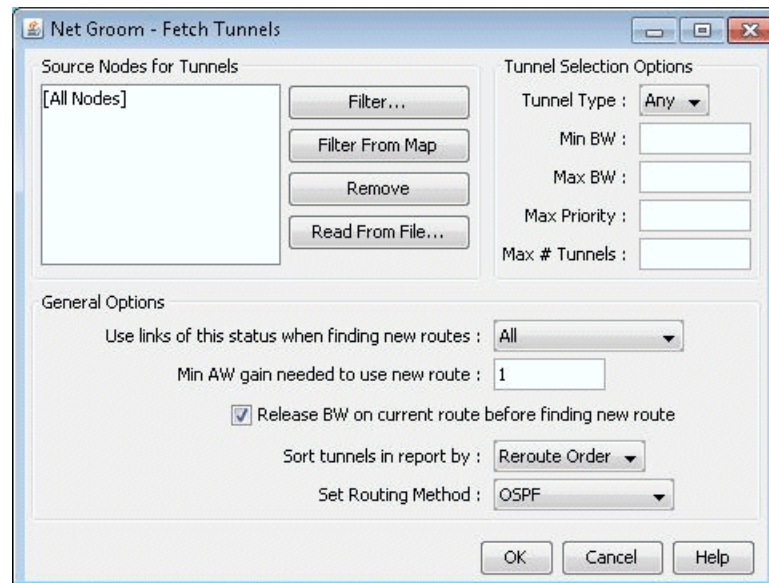 Net Groom - Fetch Tunnels
Source Nodes for Tunnels
[All Nodes]
Filter...
Filter From Map
Remove
Read From File...
Tunnel Selection Options
Tunnel Type : Any
Min BW :
Max BW :
Max Priority :
Max # Tunnels :
General Options
Use links of this status when finding new routes : All
Min AW gain needed to use new route : 1
Release BW on current route before finding new route
Sort tunnels in report by : Reroute Order
Set Routing Method : OSPF
OK Cancel Help